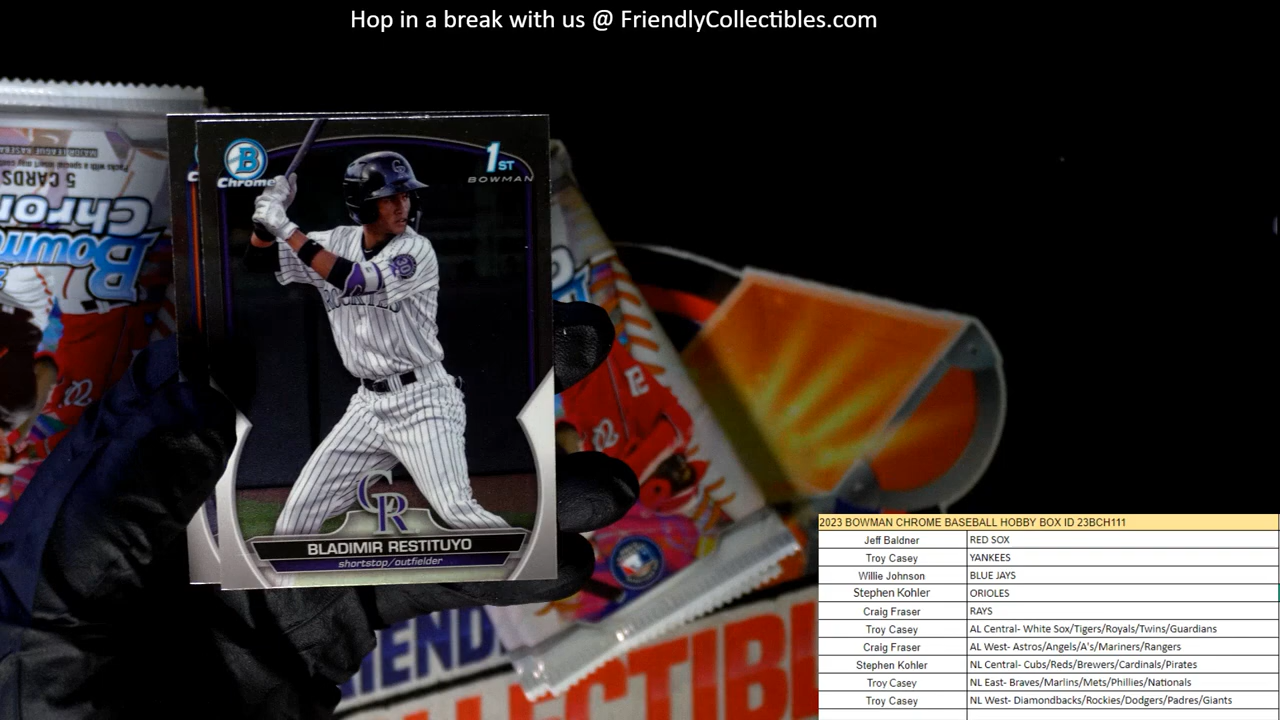 Hop in a break with us @ FriendlyCollectibles.com
5 CARDS
Chrome
B
Chrome
1ST
BOWMAN
ROCKIES
CR
BLADIMIR RESTITUYO
shortstop/outfielder
2023 BOWMAN CHROME BASEBALL HOBBY BOX ID 23BCH111
Jeff Baldner RED SOX
Troy Casey YANKEES
Willie Johnson BLUE JAYS
Stephen Kohler ORIOLES
Craig Fraser RAYS
Troy Casey AL Central- White Sox/Tigers/Royals/Twins/Guardians
Craig Fraser AL West- Astros/Angels/A's/Mariners/Rangers
Stephen Kohler NL Central- Cubs/Reds/Brewers/Cardinals/Pirates
Troy Casey NL East- Braves/Marlins/Mets/Phillies/Nationals
Troy Casey NL West- Diamondbacks/Rockies/Dodgers/Padres/Giants